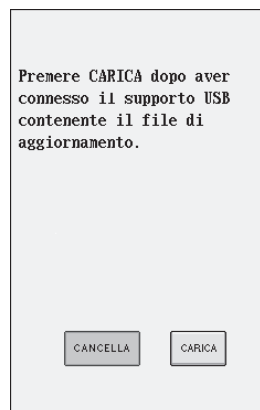 Premere CARICA dopo aver
connesso il supporto USB
contenente il file di
aggiornamento.
CANCELLA CARICA